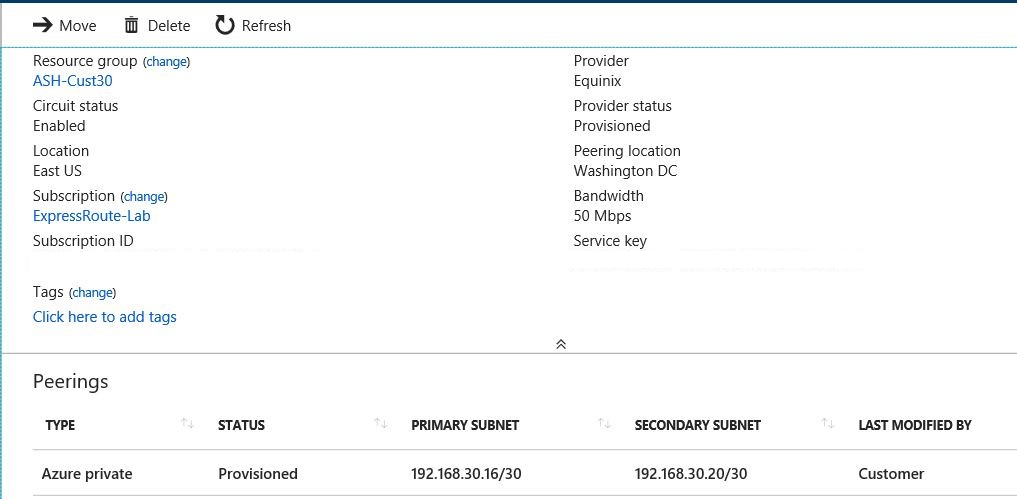 Move Delete Refresh
Resource group (change)
ASH-Cust30
Circuit status
Enabled
Location
East US
Subscription (change)
ExpressRoute-Lab
Subscription ID
Provider
Equinix
Provider status
Provisioned
Peering location
Washington DC
Bandwidth
50 Mbps
Service key
Tags (change)
Click here to add tags
Peerings
TYPE STATUS PRIMARY SUBNET SECONDARY SUBNET LAST MODIFIED BY
Azure private Provisioned 192.168.30.16/30 192.168.30.20/30 Customer